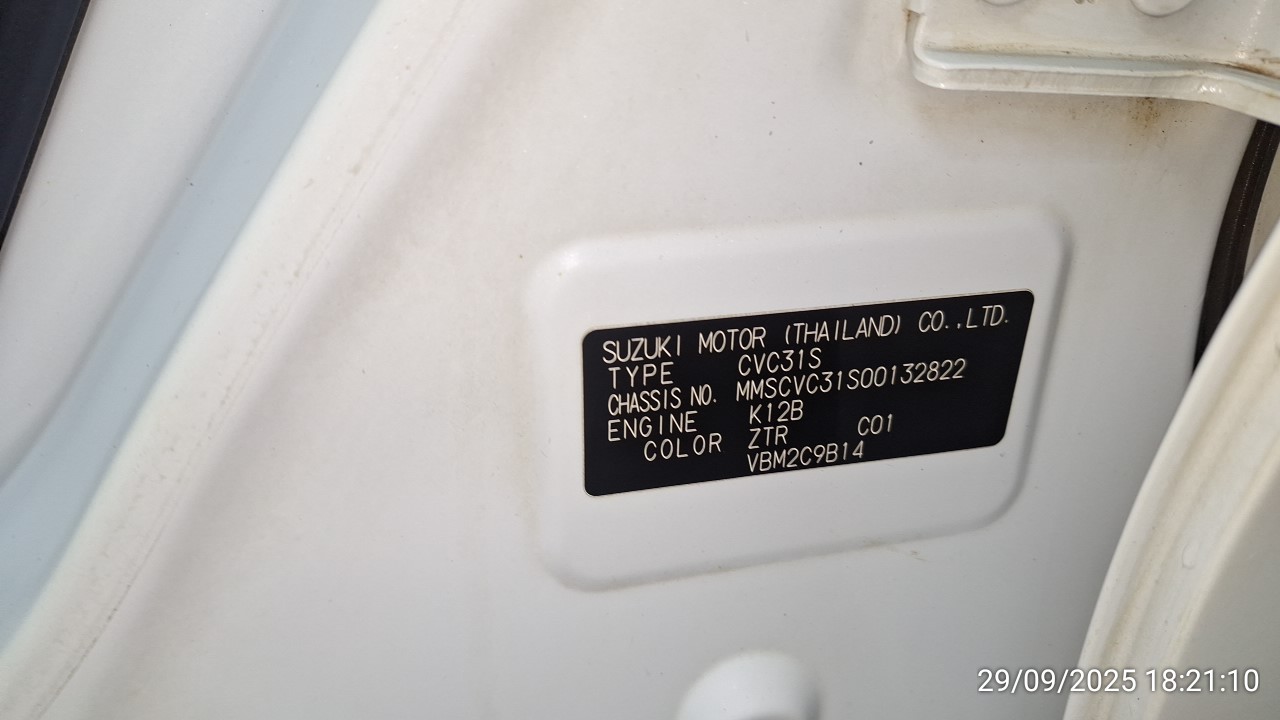 SUZUKI MOTOR (THAILAND) CO.,LTD.
TYPE CVC31S
CHASSIS NO. MMSCVC31S00132822
ENGINE K12B
COLOR ZTR C01
VBM2C9B14
29/09/2025 18:21:10